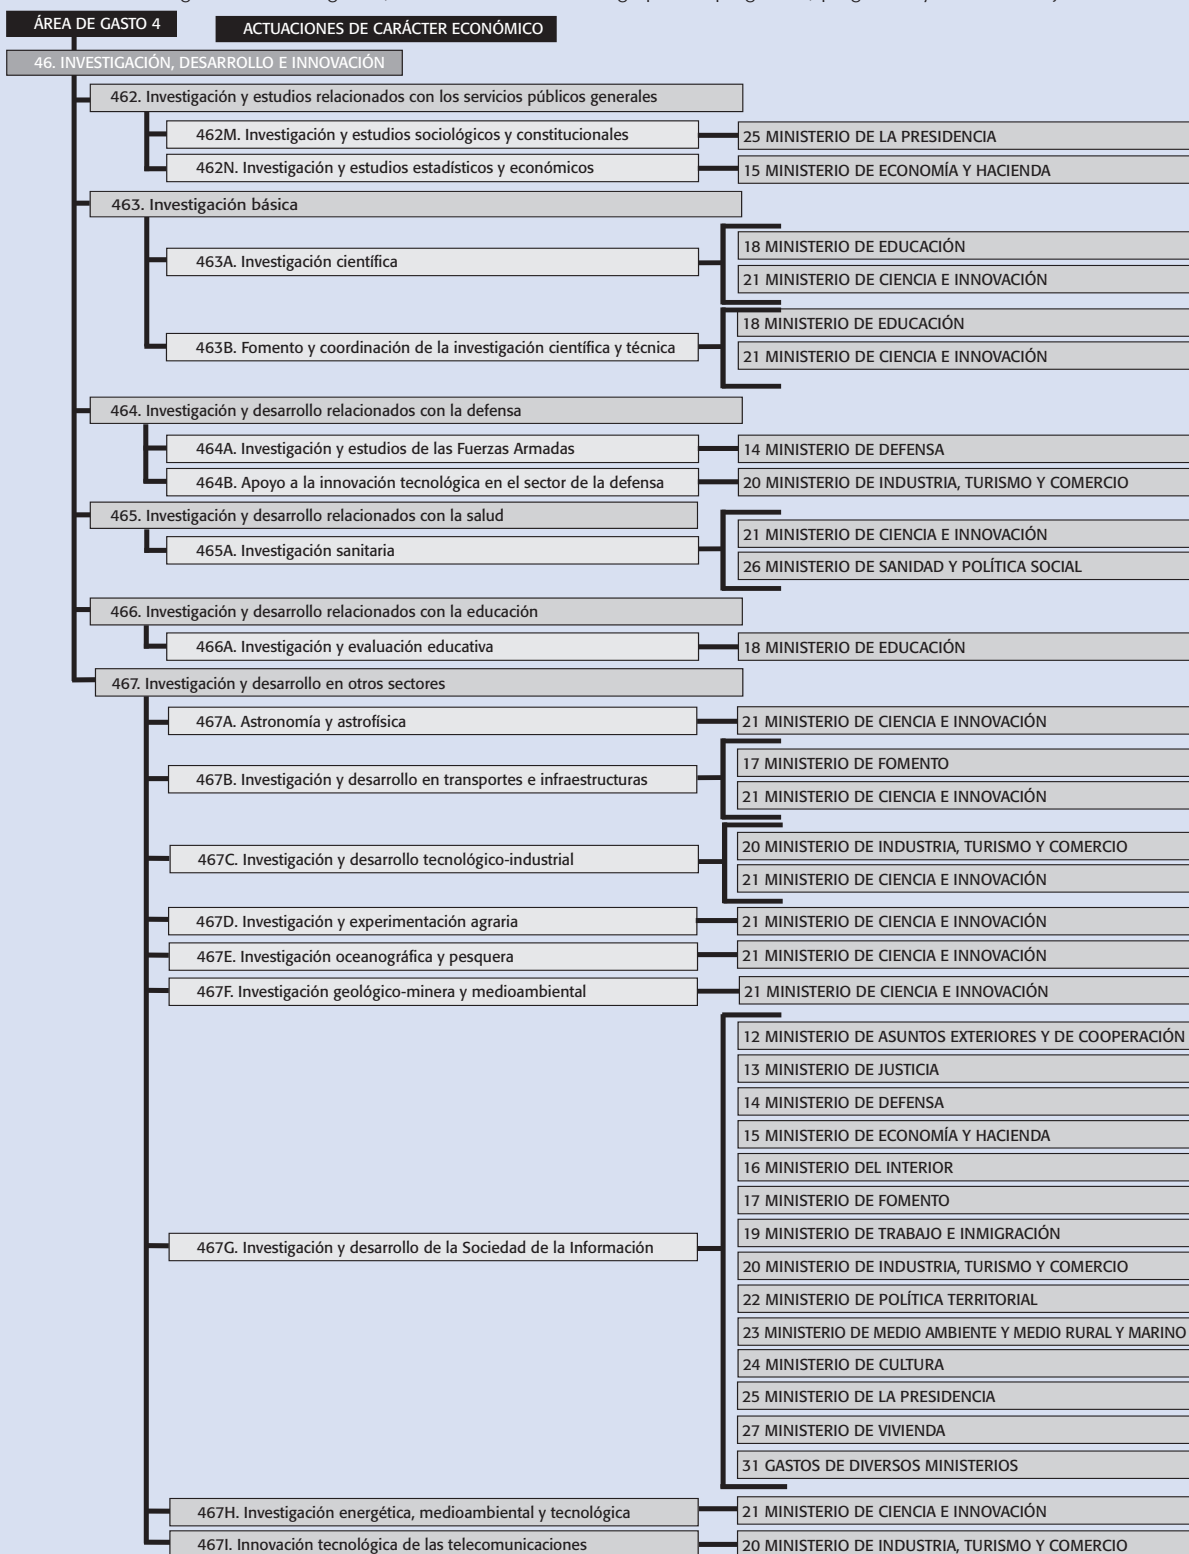 ÁREA DE GASTO 4
ACTUACIONES DE CARÁCTER ECONÓMICO
46. INVESTIGACIÓN, DESARROLLO E INNOVACIÓN
462. Investigación y estudios relacionados con los servicios públicos generales
462M. Investigación y estudios sociológicos y constitucionales
25 MINISTERIO DE LA PRESIDENCIA
462N. Investigación y estudios estadísticos y económicos
15 MINISTERIO DE ECONOMÍA Y HACIENDA
463. Investigación básica
463A. Investigación científica
18 MINISTERIO DE EDUCACIÓN
21 MINISTERIO DE CIENCIA E INNOVACIÓN
463B. Fomento y coordinación de la investigación científica y técnica
18 MINISTERIO DE EDUCACIÓN
21 MINISTERIO DE CIENCIA E INNOVACIÓN
464. Investigación y desarrollo relacionados con la defensa
464A. Investigación y estudios de las Fuerzas Armadas
14 MINISTERIO DE DEFENSA
464B. Apoyo a la innovación tecnológica en el sector de la defensa
20 MINISTERIO DE INDUSTRIA, TURISMO Y COMERCIO
465. Investigación y desarrollo relacionados con la salud
465A. Investigación sanitaria
21 MINISTERIO DE CIENCIA E INNOVACIÓN
26 MINISTERIO DE SANIDAD Y POLÍTICA SOCIAL
466. Investigación y desarrollo relacionados con la educación
466A. Investigación y evaluación educativa
18 MINISTERIO DE EDUCACIÓN
467. Investigación y desarrollo en otros sectores
467A. Astronomía y astrofísica
21 MINISTERIO DE CIENCIA E INNOVACIÓN
467B. Investigación y desarrollo en transportes e infraestructuras
17 MINISTERIO DE FOMENTO
21 MINISTERIO DE CIENCIA E INNOVACIÓN
467C. Investigación y desarrollo tecnológico-industrial
20 MINISTERIO DE INDUSTRIA, TURISMO Y COMERCIO
21 MINISTERIO DE CIENCIA E INNOVACIÓN
467D. Investigación y experimentación agraria
21 MINISTERIO DE CIENCIA E INNOVACIÓN
467E. Investigación oceanográfica y pesquera
21 MINISTERIO DE CIENCIA E INNOVACIÓN
467F. Investigación geológico-minera y medioambiental
21 MINISTERIO DE CIENCIA E INNOVACIÓN
467G. Investigación y desarrollo de la Sociedad de la Información
12 MINISTERIO DE ASUNTOS EXTERIORES Y DE COOPERACIÓN
13 MINISTERIO DE JUSTICIA
14 MINISTERIO DE DEFENSA
15 MINISTERIO DE ECONOMÍA Y HACIENDA
16 MINISTERIO DEL INTERIOR
17 MINISTERIO DE FOMENTO
19 MINISTERIO DE TRABAJO E INMIGRACIÓN
20 MINISTERIO DE INDUSTRIA, TURISMO Y COMERCIO
22 MINISTERIO DE POLÍTICA TERRITORIAL
23 MINISTERIO DE MEDIO AMBIENTE Y MEDIO RURAL Y MARINO
24 MINISTERIO DE CULTURA
25 MINISTERIO DE LA PRESIDENCIA
27 MINISTERIO DE VIVIENDA
31 GASTOS DE DIVERSOS MINISTERIOS
467H. Investigación energética, medioambiental y tecnológica
21 MINISTERIO DE CIENCIA E INNOVACIÓN
467I. Innovación tecnológica de las telecomunicaciones
20 MINISTERIO DE INDUSTRIA, TURISMO Y COMERCIO